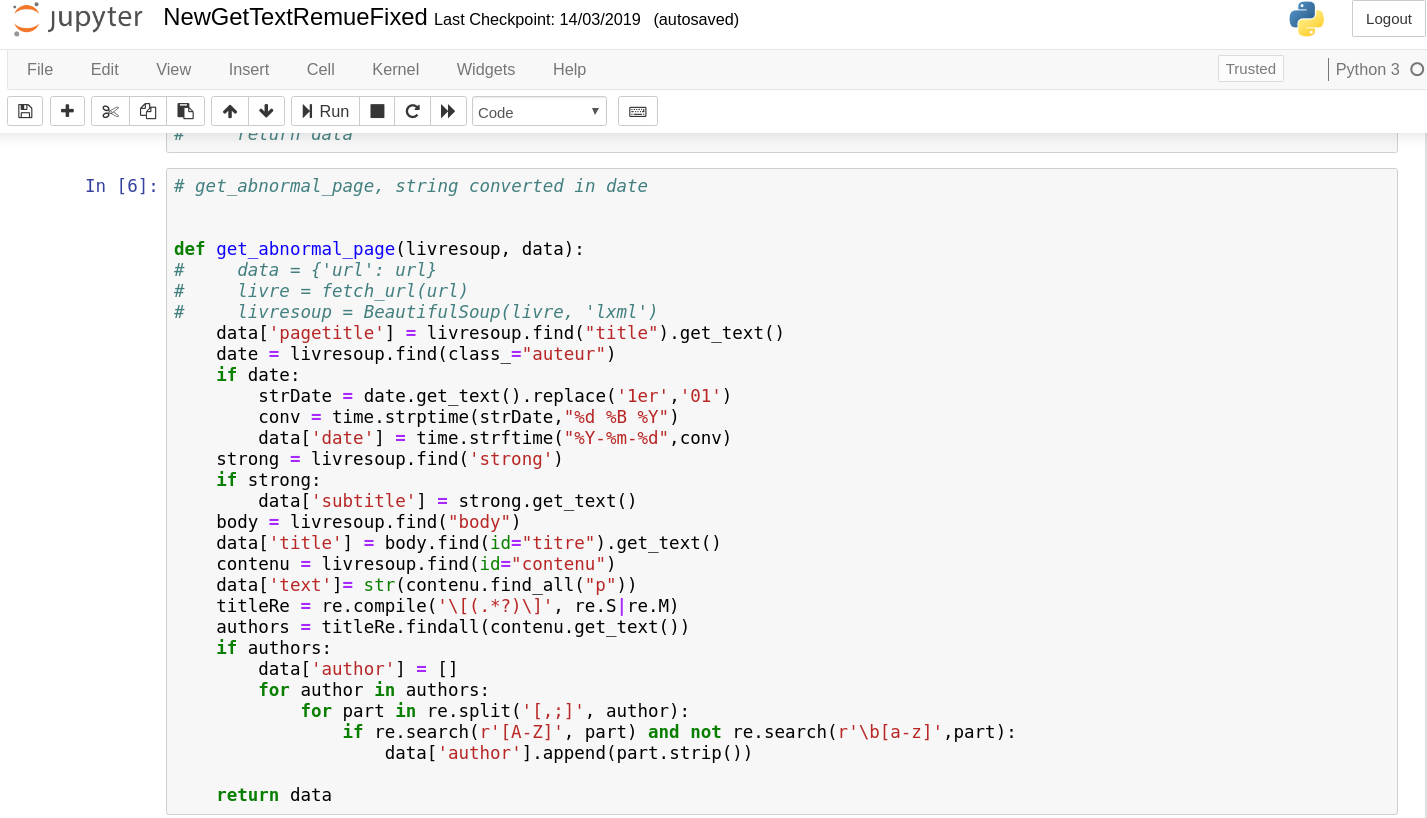 jupyter NewGetTextRemueFixed Last Checkpoint: 14/03/2019 (autosaved) Logout
File Edit View Insert Cell Kernel Widgets Help Trusted Python 3
Run Code
#     return data
In [6]: # get_abnormal_page, string converted in date
def get_abnormal_page(livresoup, data):
#     data = {'url': url}
#     livre = fetch_url(url)
#     livresoup = BeautifulSoup(livre, 'lxml')
    data['pagetitle'] = livresoup.find("title").get_text()
    date = livresoup.find(class_="auteur")
    if date:
        strDate = date.get_text().replace('1er','01')
        conv = time.strptime(strDate,"%d %B %Y")
        data['date'] = time.strftime("%Y-%m-%d",conv)
    strong = livresoup.find('strong')
    if strong:
        data['subtitle'] = strong.get_text()
    body = livresoup.find("body")
    data['title'] = body.find(id="titre").get_text()
    contenu = livresoup.find(id="contenu")
    data['text']= str(contenu.find_all("p"))
    titleRe = re.compile('\[(.*?)\]', re.S|re.M)
    authors = titleRe.findall(contenu.get_text())
    if authors:
        data['author'] = []
        for author in authors:
            for part in re.split('[,;]', author):
                if re.search(r'[A-Z]', part) and not re.search(r'\b[a-z]',part):
                    data['author'].append(part.strip())
    return data